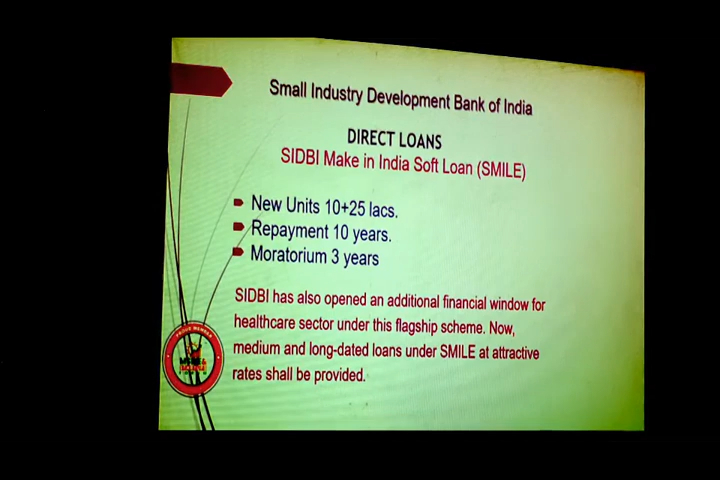 Small Industry Development Bank of India
DIRECT LOANS
SIDBI Make in India Soft Loan (SMILE)
New Units 10+25 lacs.
Repayment 10 years.
Moratorium 3 years
SIDBI has also opened an additional financial window for
healthcare sector under this flagship scheme. Now,
medium and long-dated loans under SMILE at attractive
rates shall be provided.
PROUD MEMBER